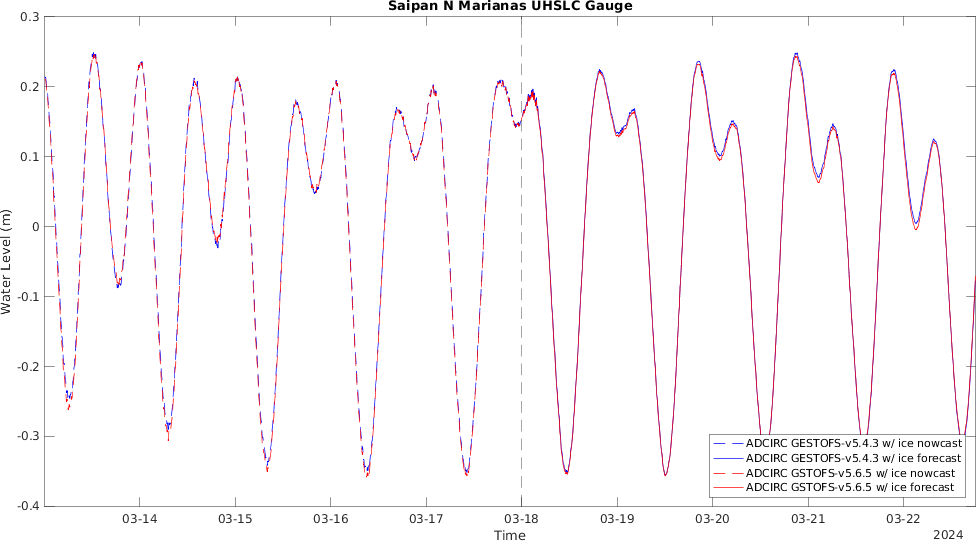 Saipan N Marianas UHSLC Gauge
0.3
0.2
0.1
0
-0.1
-0.2
-0.3
-0.4
Water Level (m)
ADCIRC GESTOFS-v5.4.3 w/ ice nowcast
ADCIRC GESTOFS-v5.4.3 w/ ice forecast
ADCIRC GSTOFS-v5.6.5 w/ ice nowcast
ADCIRC GSTOFS-v5.6.5 w/ ice forecast
03-14 03-15 03-16 03-17 03-18 03-19 03-20 03-21 03-22
Time
2024